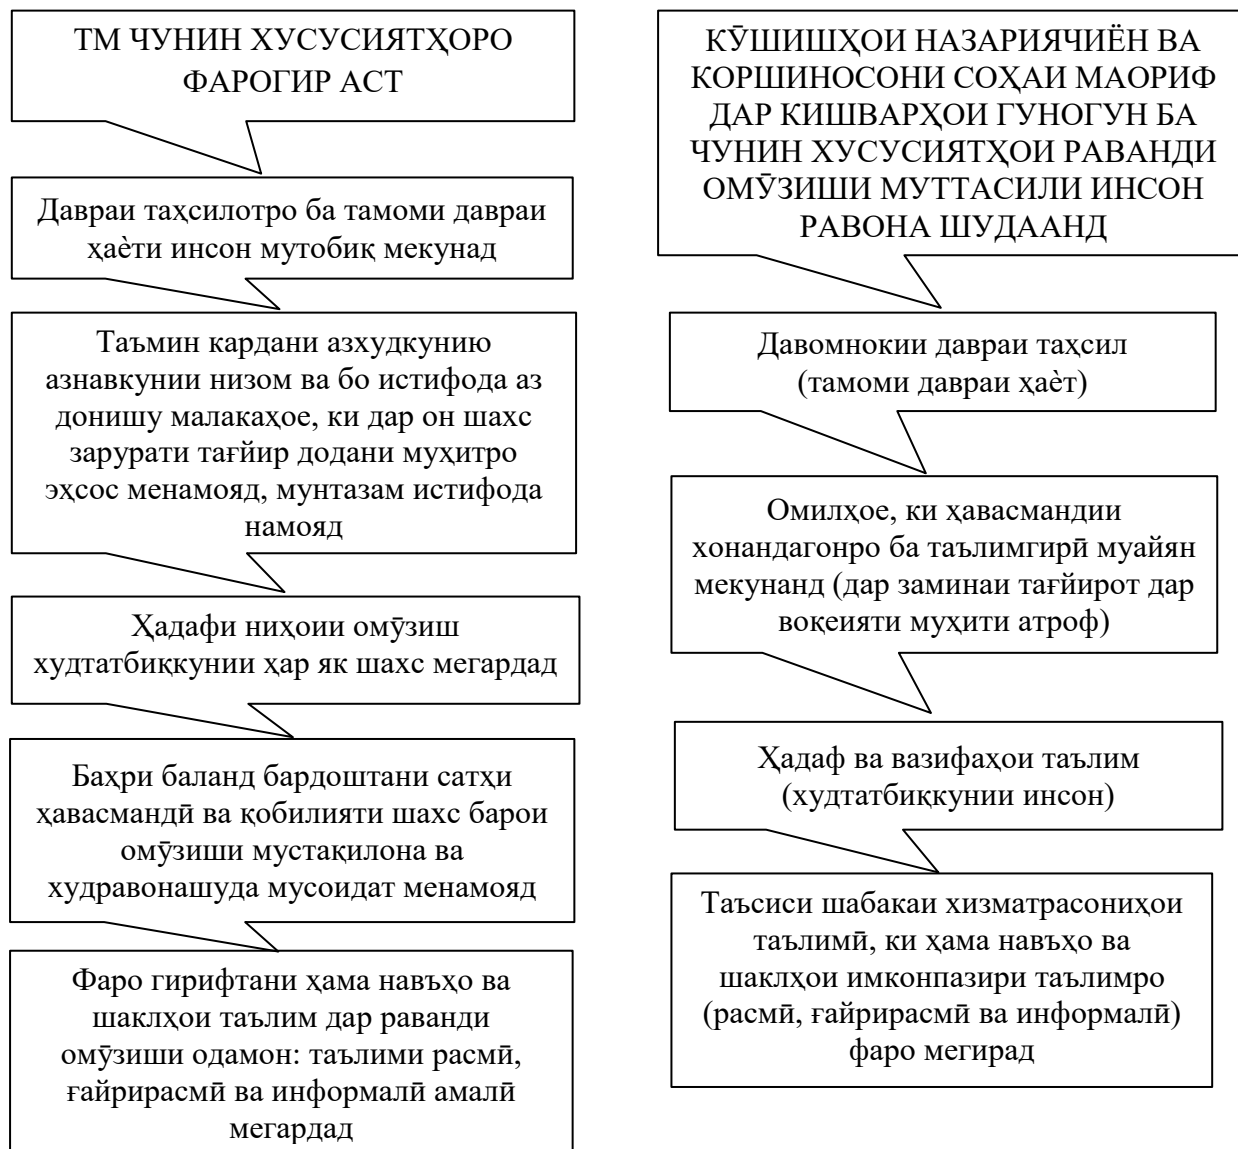 ТМ ЧУНИН ХУСУСИЯТҲОРО
ФАРОГИР АСТ
Давраи таҳсилотро ба тамоми давраи
ҳаѐти инсон мутобиқ мекунад
Таъмин кардани азхудкунию
азнавкунии низом ва бо истифода аз
донишу малакаҳое, ки дар он шахс
зарурати тағйир додани муҳитро
эҳсос менамояд, мунтазам истифода
намояд
Ҳадафи ниҳоии омӯзиш
худтатбиққунии ҳар як шахс мегардад
Баҳри баланд бардоштани сатҳи
ҳавасмандӣ ва қобилияти шахс барои
омӯзиши мустақилона ва
худравонашуда мусоидат менамояд
Фаро гирифтани ҳама навъҳо ва
шаклҳои таълим дар раванди
омӯзиши одамон: таълими расмӣ,
ғайрирасмӣ ва информалӣ амалӣ
мегардад
КӮШИШҲОИ НАЗАРИЯЧИЁН ВА
КОРШИНОСОНИ СОҲАИ МАОРИФ
ДАР КИШВАРҲОИ ГУНОГУН БА
ЧУНИН ХУСУСИЯТҲОИ РАВАНДИ
ОМӮЗИШИ МУТТАСИЛИ ИНСОН
РАВОНА ШУДААНД
Давомнокии давраи таҳсил
(тамоми давраи ҳаѐт)
Омилҳое, ки ҳавасмандии
хонандагонро ба таълимгирӣ муайян
мекунанд (дар заминаи тағйирот дар
воқеияти муҳити атроф)
Ҳадаф ва вазифаҳои таълим
(худтатбиққунии инсон)
Таъсиси шабакаи хизматрасониҳои
таълимӣ, ки ҳама навъҳо ва
шаклҳои имконпазири таълимро
(расмӣ, ғайрирасмӣ ва информалӣ)
фаро мегирад